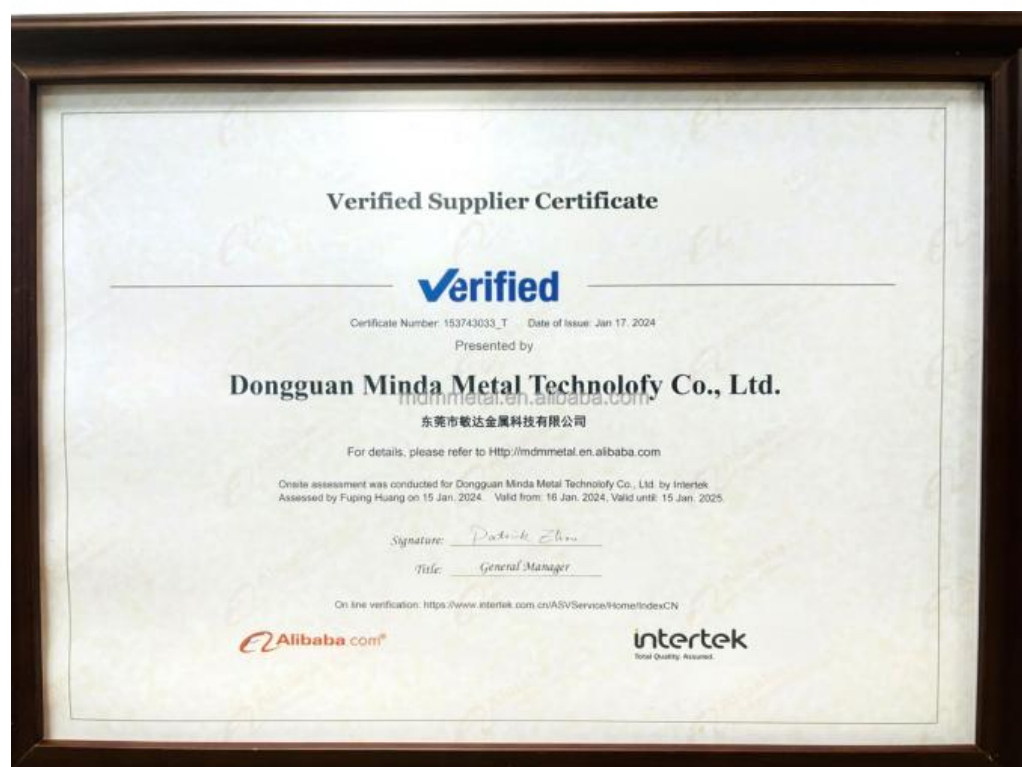 Verified Supplier Certificate
Verified
Certificate Number: 153743033_T Date of Issue: Jan 17. 2024
Presented by
Dongguan Minda Metal Technolofy Co., Ltd.
mdmmetal.en.alibaba.com
东莞市敏达金属科技有限公司
For details, please refer to Http://mdmmetal.en.alibaba.com
Onsite assessment was conducted for Dongguan Minda Metal Technolofy Co., Ltd. by Intertek
Assessed by Fuping Huang on 15 Jan. 2024. Valid from: 16 Jan. 2024, Valid until: 15 Jan. 2025.
Signature: Patrick Zhou
Title: General Manager
On line verification: https://www.intertek.com.cn/ASVService/Home/IndexCN
Alibaba.com®
intertek
Total Quality. Assured.